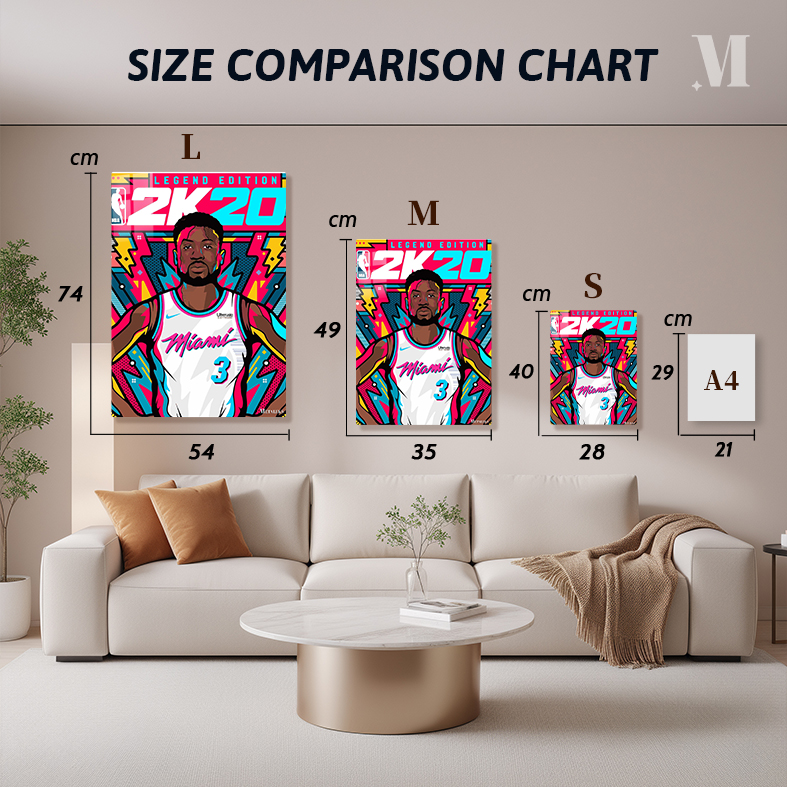 SIZE COMPARISON CHART
M
cm
L
74
54
LEGEND EDITION
2K20
Miami
3
cm
M
49
35
LEGEND EDITION
2K20
Miami
3
cm
S
40
28
LEGEND EDITION
2K20
Miami
3
cm
29
A4
21